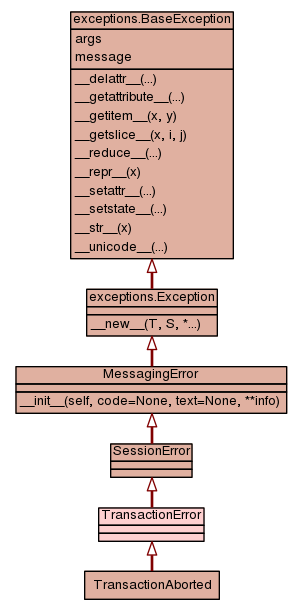 exceptions.BaseException
args
message
__delattr__(...)
__getattribute__(...)
__getitem__(x, y)
__getslice__(x, i, j)
__reduce__(...)
__repr__(x)
__setattr__(...)
__setstate__(...)
__str__(x)
__unicode__(...)
exceptions.Exception
__new__(T, S, *...)
MessagingError
__init__(self, code=None, text=None, **info)
SessionError
TransactionError
TransactionAborted